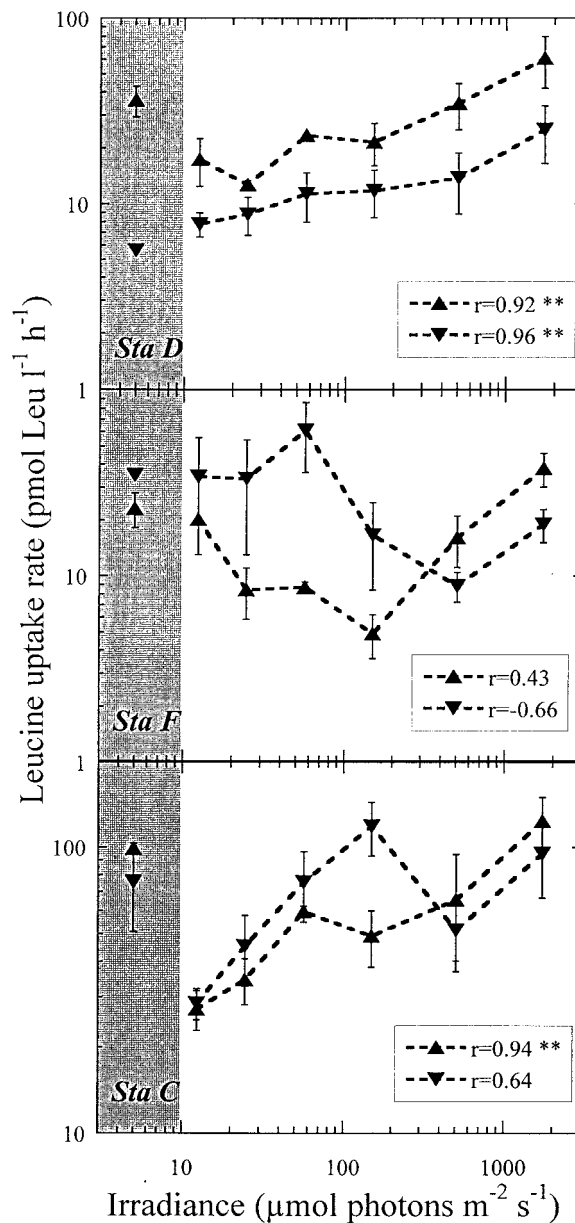 100
10
Sta D
r=0.92 **
r=0.96 **
1
10
Sta F
r=0.43
r=-0.66
1
100
Sta C
r=0.94 **
r=0.64
10
10 100 1000
Irradiance (µmol photons m⁻² s⁻¹)
Leucine uptake rate (pmol Leu l⁻¹ h⁻¹)